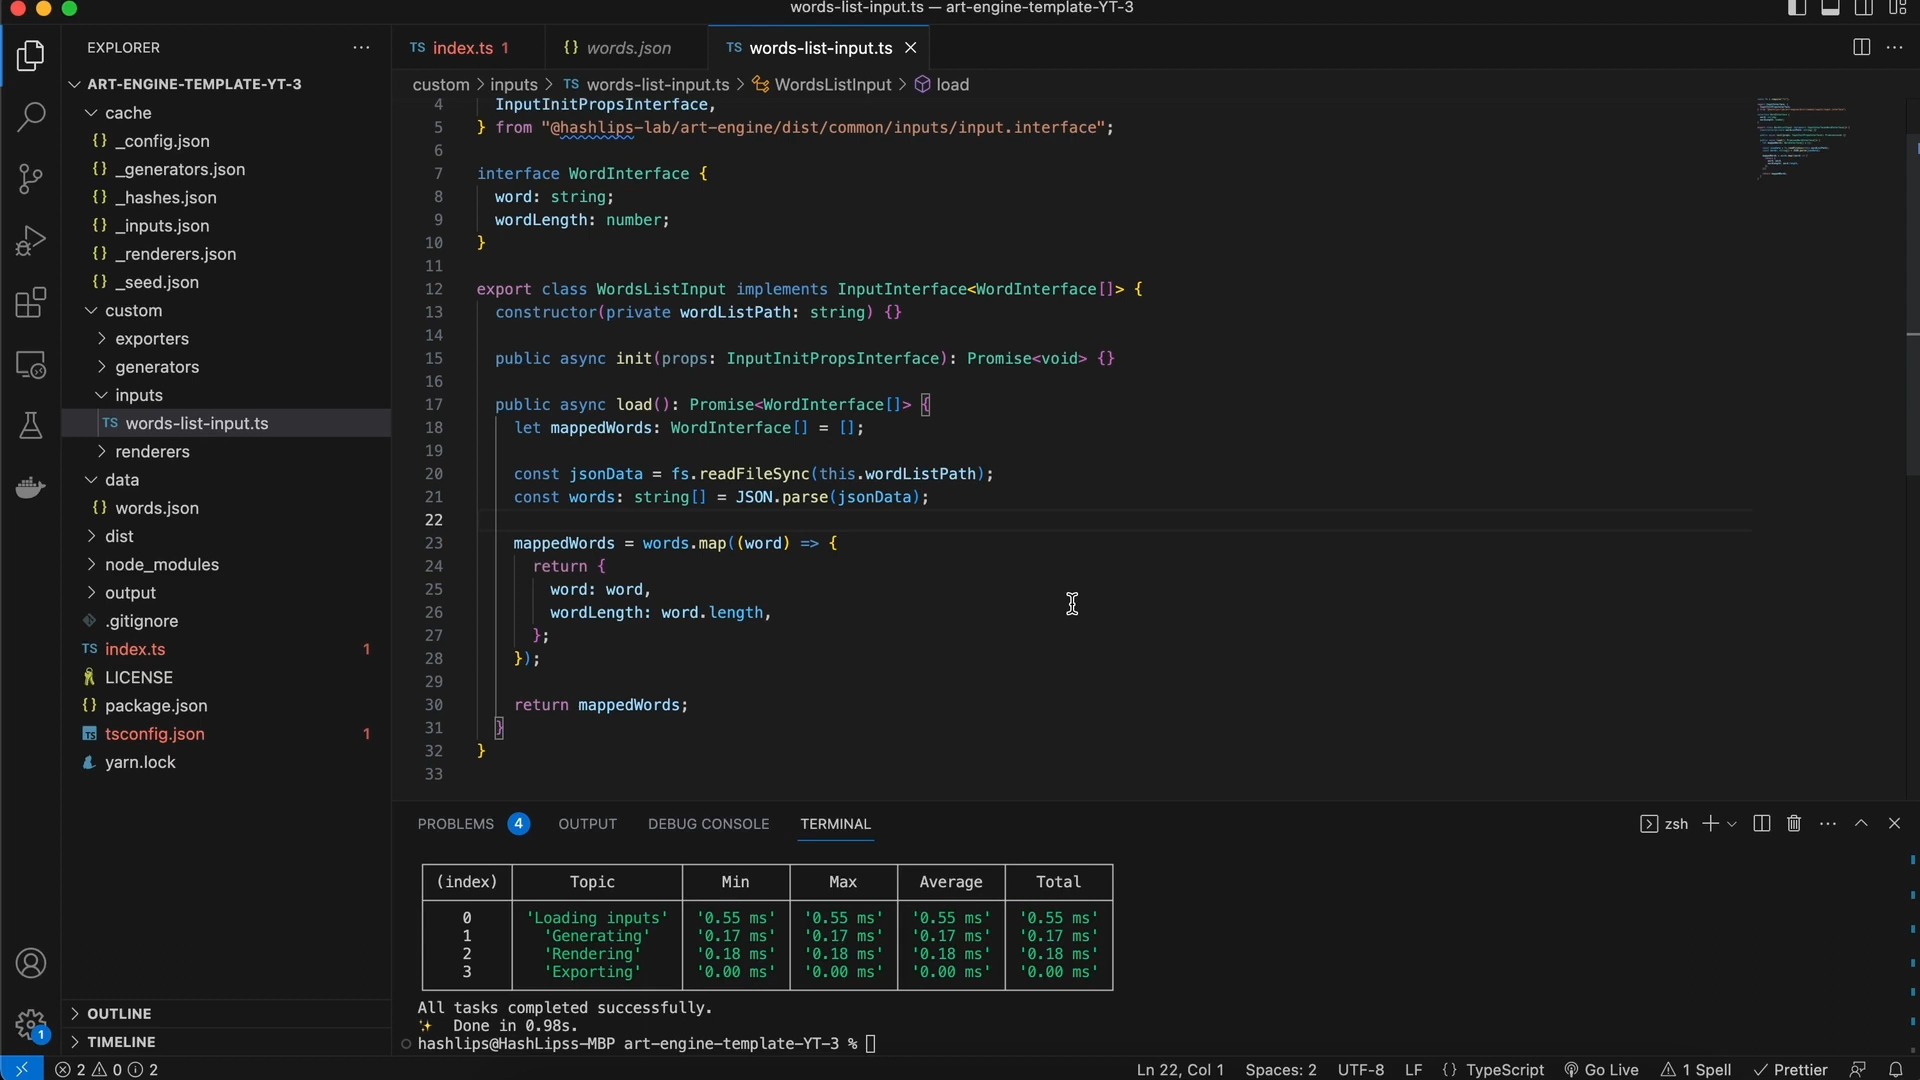 words-list-input.ts — art-engine-template-YT-3
EXPLORER
ART-ENGINE-TEMPLATE-YT-3
cache
_config.json
_generators.json
_hashes.json
_inputs.json
_renderers.json
_seed.json
custom
exporters
generators
inputs
TS words-list-input.ts
renderers
data
words.json
dist
node_modules
output
.gitignore
TS index.ts 1
LICENSE
package.json
TS tsconfig.json 1
yarn.lock
OUTLINE
TIMELINE
TS index.ts 1 {} words.json TS words-list-input.ts
custom > inputs > TS words-list-input.ts > WordsListInput > load
4 InputInitPropsInterface,
5 } from "@hashlips-lab/art-engine/dist/common/inputs/input.interface";
6
7 interface WordInterface {
8 word: string;
9 wordLength: number;
10 }
11
12 export class WordsListInput implements InputInterface<WordInterface[]> {
13 constructor(private wordListPath: string) {}
14
15 public async init(props: InputInitPropsInterface): Promise<void> {}
16
17 public async load(): Promise<WordInterface[]> {
18 let mappedWords: WordInterface[] = [];
19
20 const jsonData = fs.readFileSync(this.wordListPath);
21 const words: string[] = JSON.parse(jsonData);
22
23 mappedWords = words.map((word) => {
24 return {
25 word: word,
26 wordLength: word.length,
27 };
28 });
29
30 return mappedWords;
31 }
32 }
33
PROBLEMS 4 OUTPUT DEBUG CONSOLE TERMINAL
zsh
(index) Topic Min Max Average Total
0 'Loading inputs' '0.55 ms' '0.55 ms' '0.55 ms' '0.55 ms'
1 'Generating' '0.17 ms' '0.17 ms' '0.17 ms' '0.17 ms'
2 'Rendering' '0.18 ms' '0.18 ms' '0.18 ms' '0.18 ms'
3 'Exporting' '0.00 ms' '0.00 ms' '0.00 ms' '0.00 ms'
All tasks completed successfully.
✨ Done in 0.98s.
hashlips@HashLipss-MBP art-engine-template-YT-3 %
1
2 0 2 Ln 22, Col 1 Spaces: 2 UTF-8 LF {} TypeScript Go Live 1 Spell Prettier